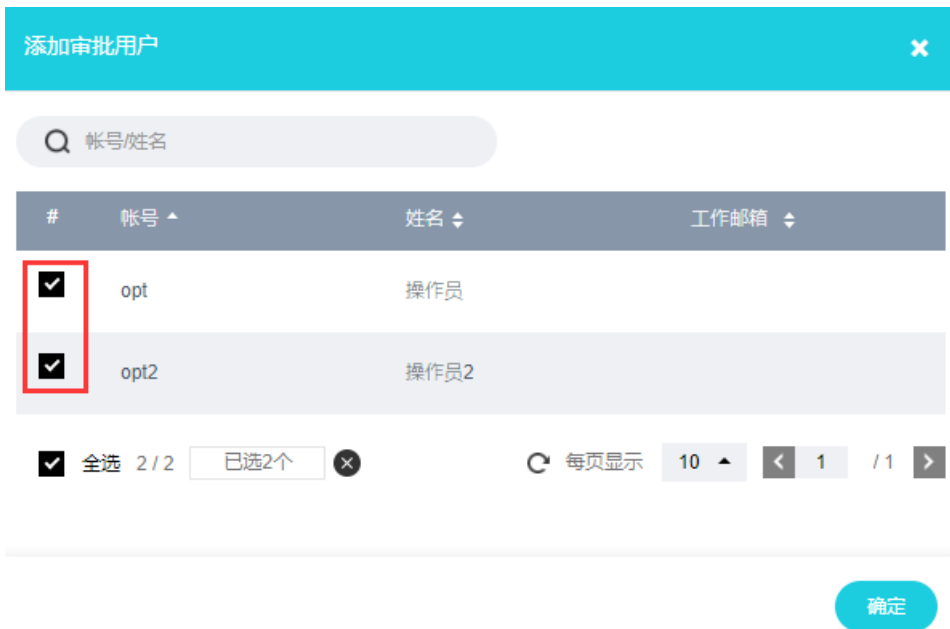 添加审批用户
帐号/姓名
# 帐号 姓名 工作邮箱
opt 操作员
opt2 操作员2
全选 2 / 2 已选2个 每页显示 10 1 / 1
确定